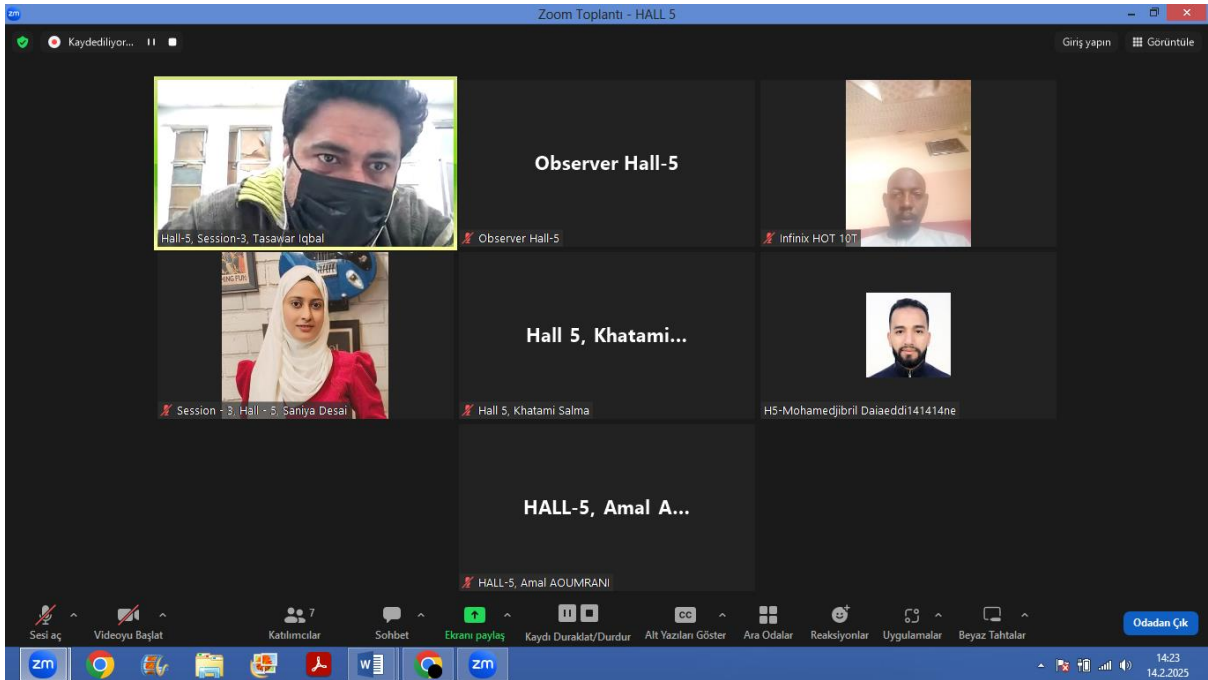 zm
Zoom Toplantı - HALL 5
Kaydediliyor...
Giriş yapın
Görüntüle
Hall-5, Session-3, Tasawar Iqbal
Observer Hall-5
Observer Hall-5
Infinix HOT 10T
Session - 3, Hall - 5, Saniya Desai
Hall 5, Khatami...
Hall 5, Khatami Salma
H5-Mohamedjibril Daiaeddi141414ne
HALL-5, Amal A...
HALL-5, Amal AOUMRANI
Sesi aç
Videoyu Başlat
7
Katılımcılar
Sohbet
Ekranı paylaş
Kaydı Duraklat/Durdur
CC
Alt Yazıları Göster
Ara Odalar
Reaksiyonlar
Uygulamalar
Beyaz Tahtalar
Odadan Çık
zm
zm
14:23
14.2.2025